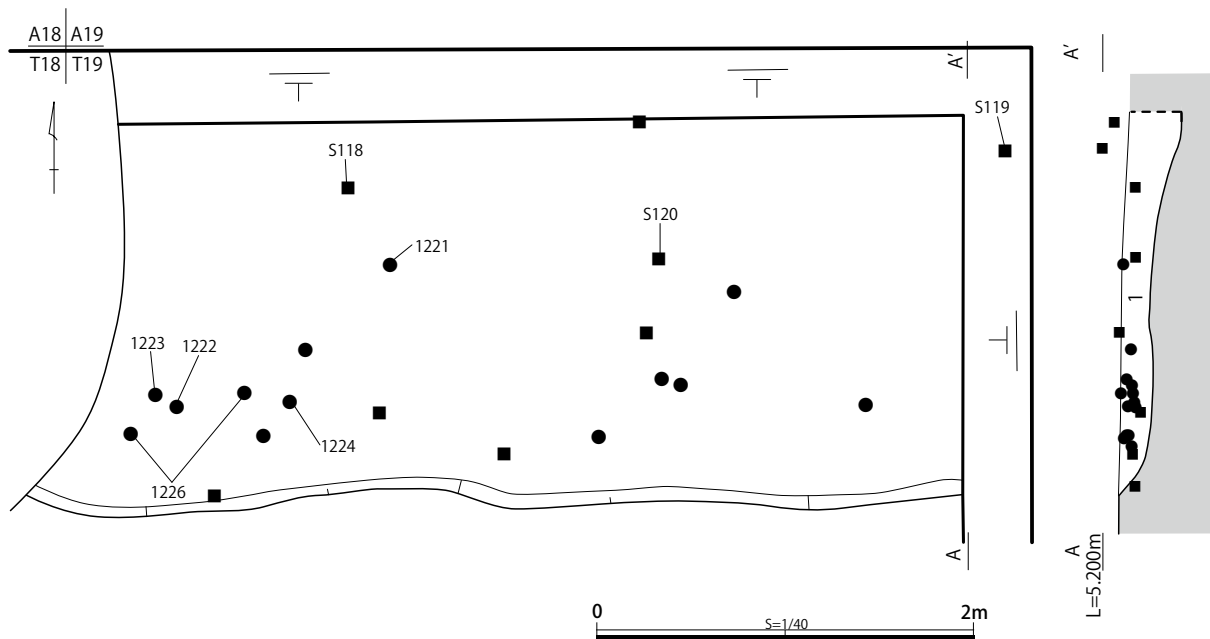 A18 A19
T18 T19
A'
A'
S119
S118
S120
1221
1
1223
1222
1224
1226
A
A
L=5.200m
0
2m
S=1/40